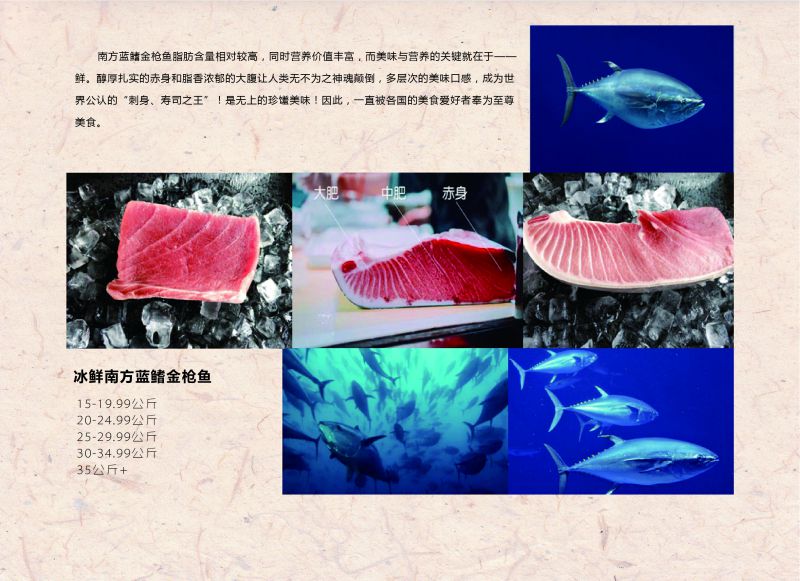 南方蓝鳍金枪鱼脂肪含量相对较高，同时营养价值丰富，而美味与营养的关键就在于——
鲜。醇厚扎实的赤身和脂香浓郁的大腹让人类无不为之神魂颠倒，多层次的美味口感，成为世
界公认的“刺身、寿司之王”！是无上的珍馐美味！因此，一直被各国的美食爱好者奉为至尊
美食。
大肥 中肥 赤身
冰鲜南方蓝鳍金枪鱼
15-19.99公斤
20-24.99公斤
25-29.99公斤
30-34.99公斤
35公斤+